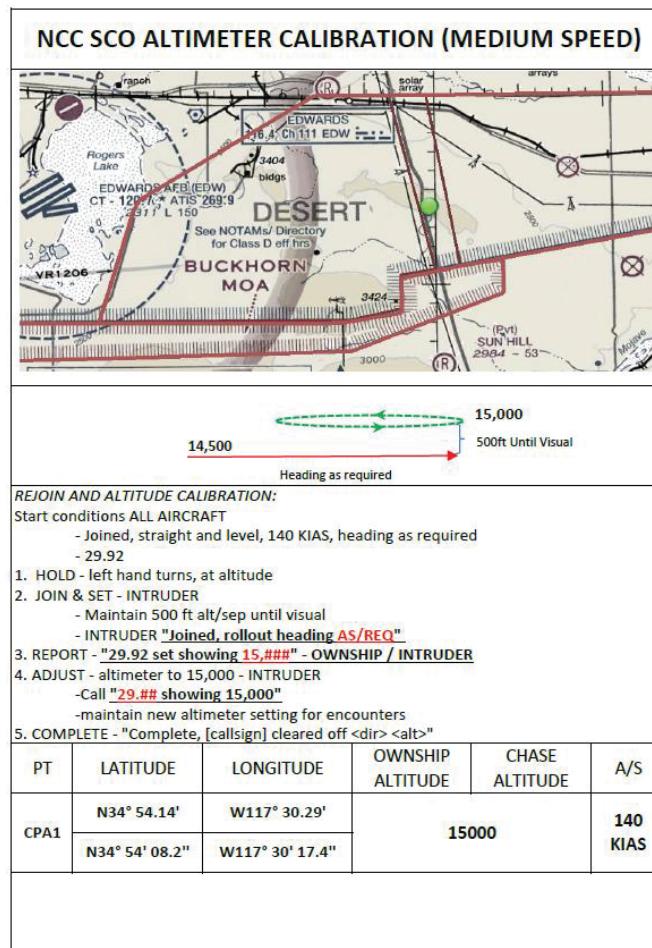 NCC SCO ALTIMETER CALIBRATION (MEDIUM SPEED)
ranch
R
solar
array
arrays
EDWARDS
116.4 Ch 111 EDW
3404
bldgs
Rogers
Lake
EDWARDS AFB (EDW)
CT - 120.7 * ATIS 269.9
2311 L 150
DESERT
See NOTAMs/ Directory
for Class D eff hrs
2500
VR1206
BUCKHORN
MOA
3424
(Pvt)
SUN HILL
2984 - 53
2500
3000
R
Mojave
15,000
500ft Until Visual
14,500
Heading as required
REJOIN AND ALTITUDE CALIBRATION:
Start conditions ALL AIRCRAFT
- Joined, straight and level, 140 KIAS, heading as required
- 29.92
1. HOLD - left hand turns, at altitude
2. JOIN & SET - INTRUDER
- Maintain 500 ft alt/sep until visual
- INTRUDER "Joined, rollout heading AS/REQ"
3. REPORT - "29.92 set showing 15,###" - OWNSHIP / INTRUDER
4. ADJUST - altimeter to 15,000 - INTRUDER
-Call "29.## showing 15,000"
-maintain new altimeter setting for encounters
5. COMPLETE - "Complete, [callsign] cleared off <dir> <alt>"
PT LATITUDE LONGITUDE OWNSHIP ALTITUDE CHASE ALTITUDE A/S
CPA1 N34° 54.14' W117° 30.29' 15000 140 KIAS
N34° 54' 08.2" W117° 30' 17.4"